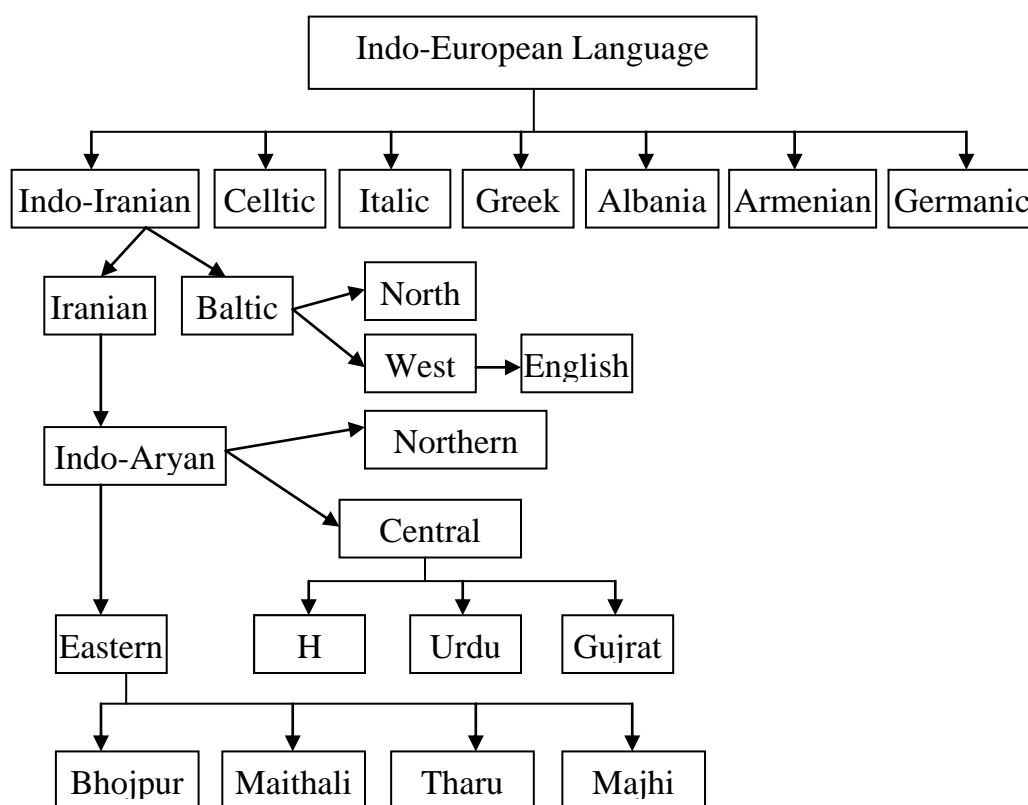 Indo-European Language
Indo-Iranian
Celltic
Italic
Greek
Albania
Armenian
Germanic
Iranian
Baltic
North
West
English
Indo-Aryan
Northern
Central
Eastern
H
Urdu
Gujrat
Bhojpur
Maithali
Tharu
Majhi